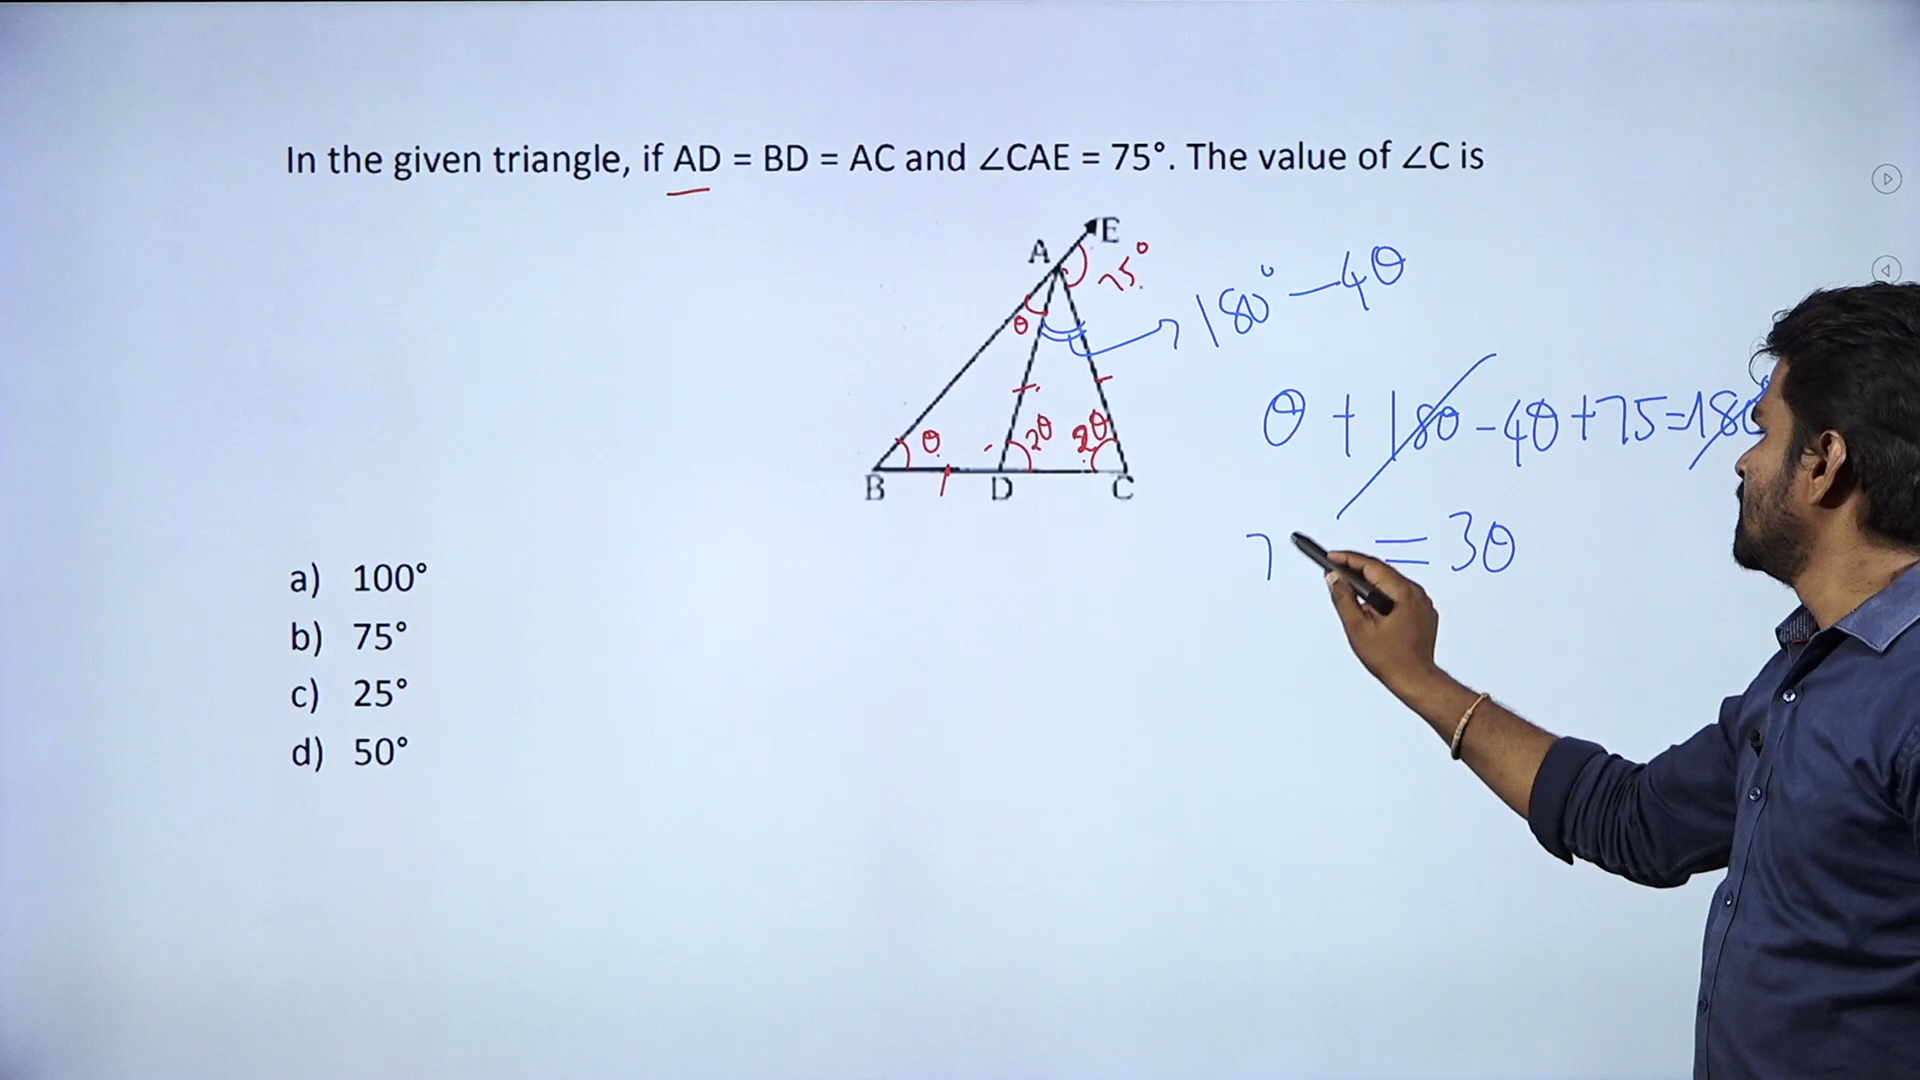 In the given triangle, if AD = BD = AC and ∠CAE = 75°. The value of ∠C is
E
A
75°
180° - 4θ
θ
θ + 180 - 4θ + 75 = 180
θ
2θ
2θ
B
D
C
7 = 3θ
a) 100°
b) 75°
c) 25°
d) 50°